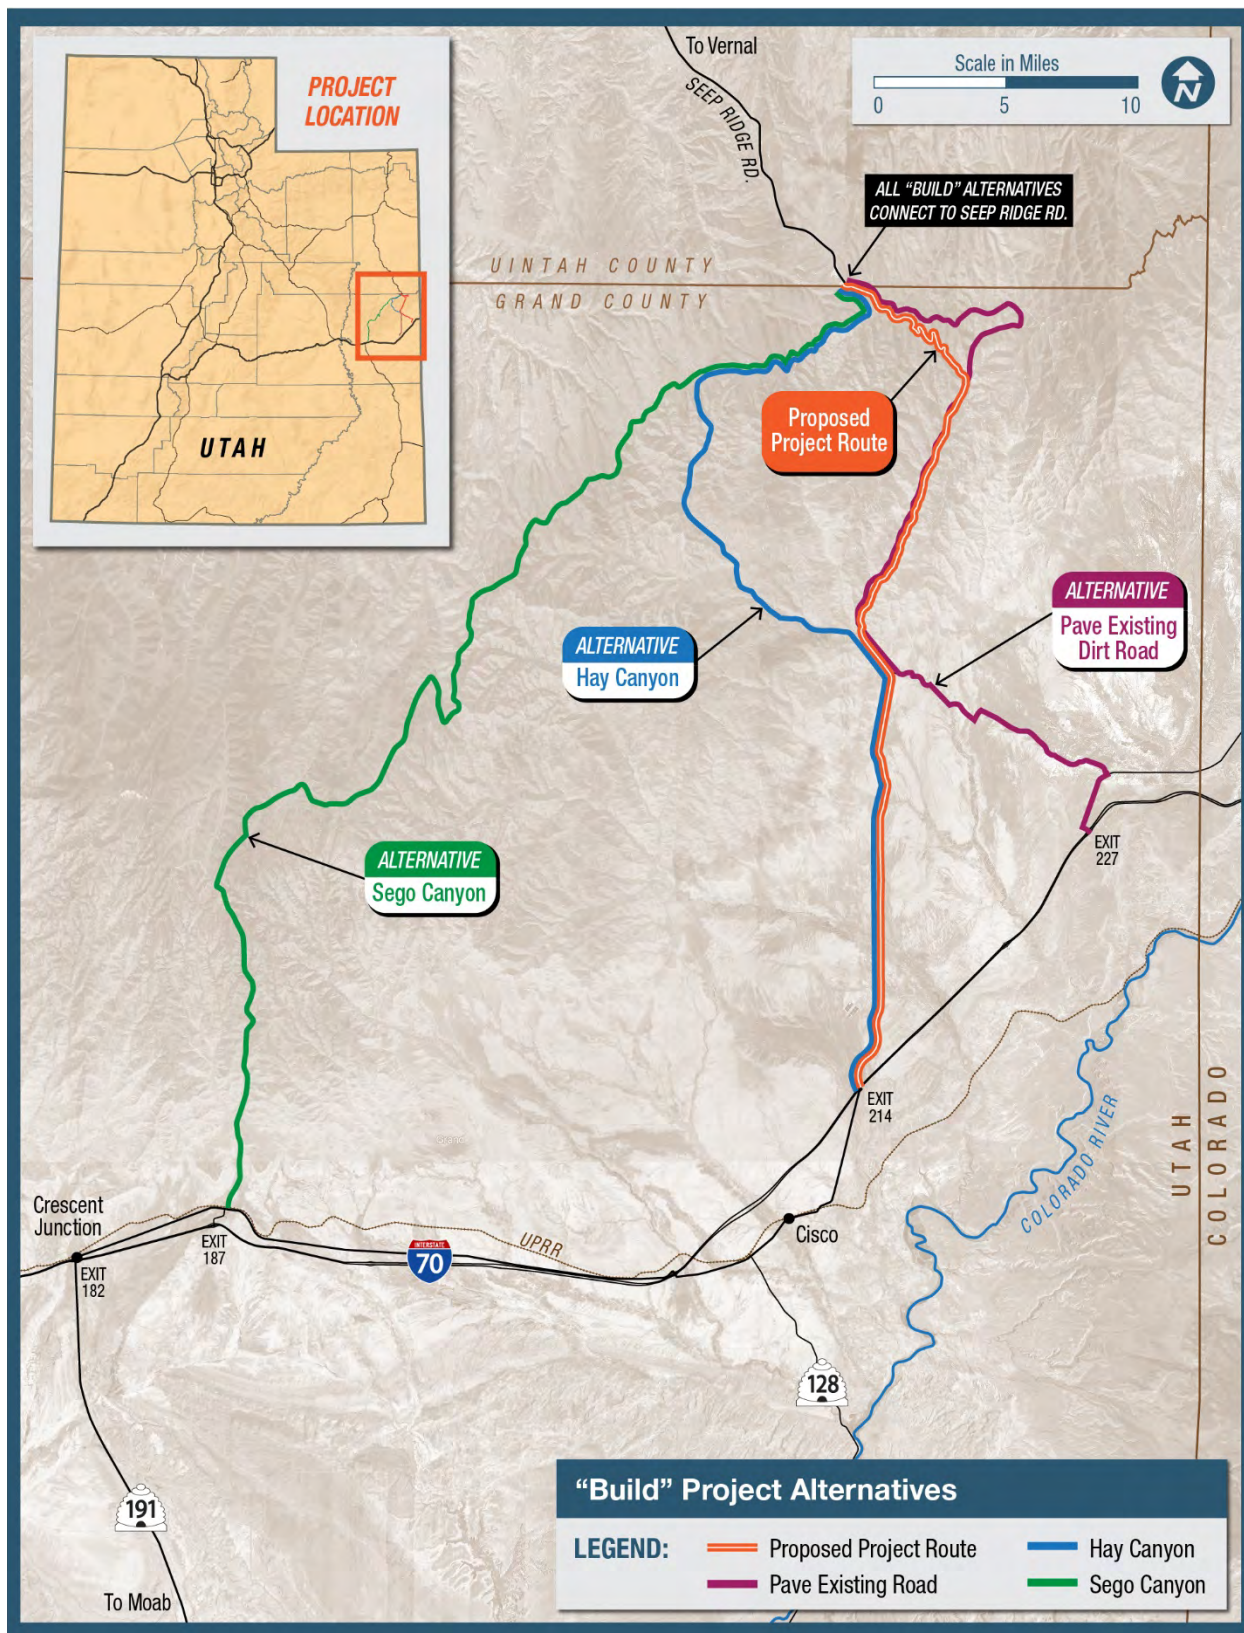 PROJECT
LOCATION
UTAH
To Vernal
SEEP RIDGE RD.
Scale in Miles
0 5 10
N
ALL “BUILD” ALTERNATIVES
CONNECT TO SEEP RIDGE RD.
UINTAH COUNTY
GRAND COUNTY
Proposed
Project Route
ALTERNATIVE
Pave Existing
Dirt Road
ALTERNATIVE
Hay Canyon
ALTERNATIVE
Sego Canyon
EXIT
227
EXIT
214
UTAH
COLORADO
COLORADO RIVER
Grand
Crescent
Junction
EXIT
187
EXIT
182
UPRR
INTERSTATE
70
Cisco
128
191
To Moab
“Build” Project Alternatives
LEGEND:
Proposed Project Route
Hay Canyon
Pave Existing Road
Sego Canyon